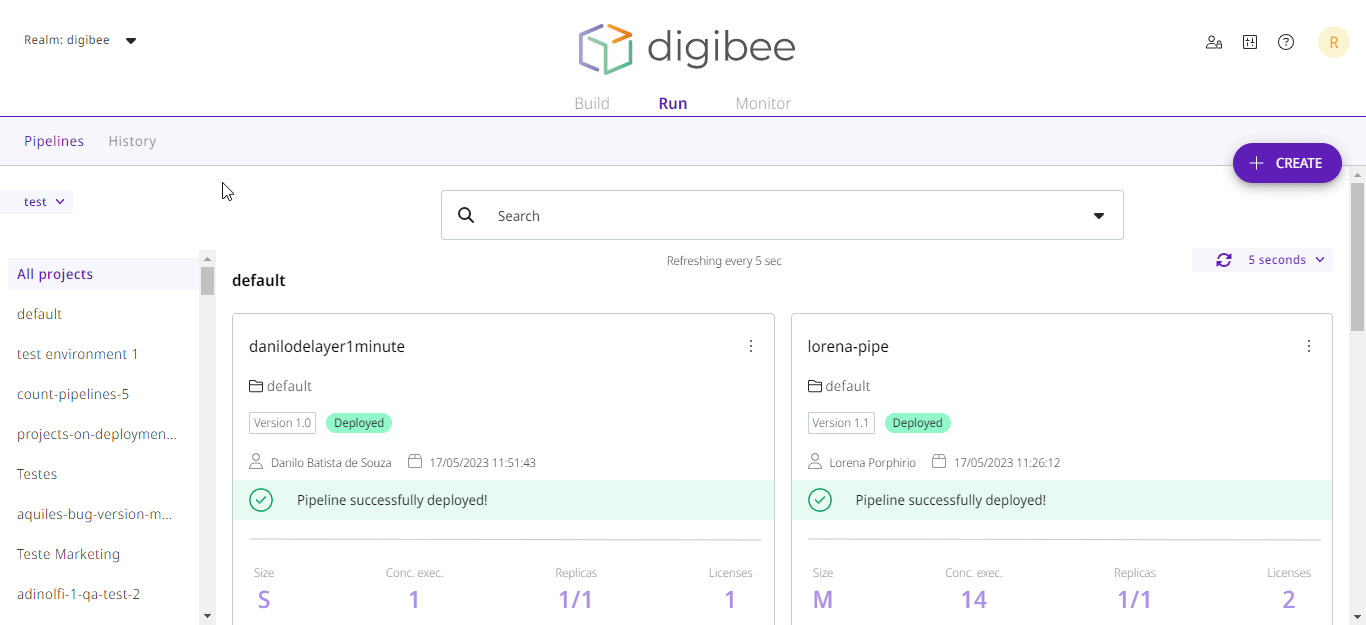 Realm: digibee
digibee
R
Build Run Monitor
Pipelines History
CREATE
test
Search
Refreshing every 5 sec
5 seconds
All projects
default
test environment 1
count-pipelines-5
projects-on-deploymen...
Testes
aquiles-bug-version-m...
Teste Marketing
adinolfi-1-qa-test-2
default
danilodelayer1minute
default
Version 1.0 Deployed
Danilo Batista de Souza 17/05/2023 11:51:43
Pipeline successfully deployed!
Size Conc. exec. Replicas Licenses
S 1 1/1 1
lorena-pipe
default
Version 1.1 Deployed
Lorena Porphirio 17/05/2023 11:26:12
Pipeline successfully deployed!
Size Conc. exec. Replicas Licenses
M 14 1/1 2